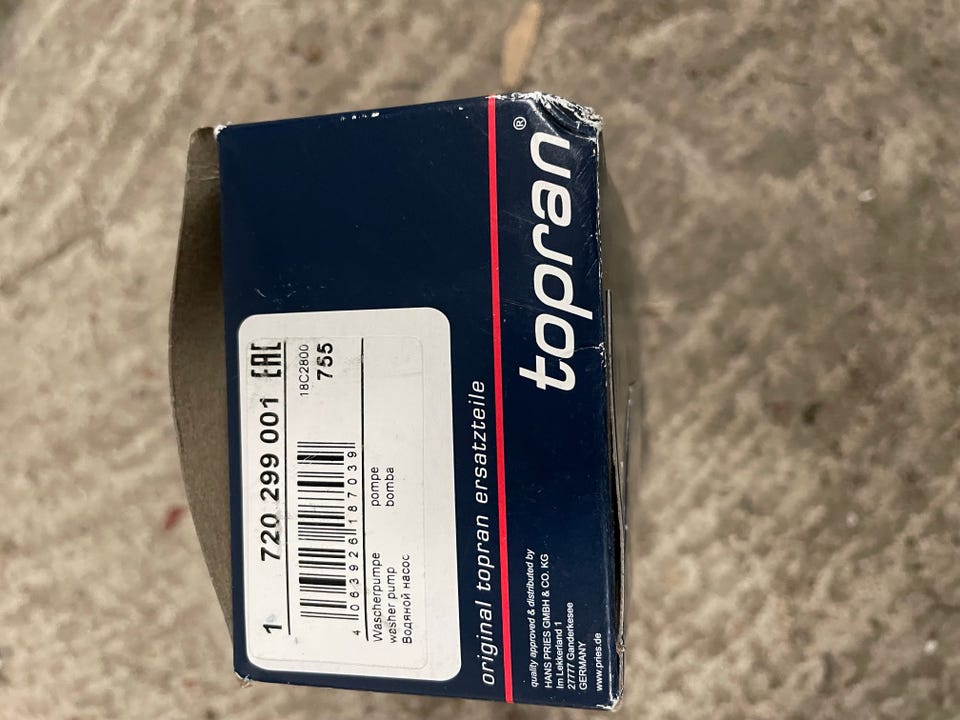 1 720 299 001 EAC
18C2800
755
4 063926 187039
Wascherpumpe pompe
washer pump bomba
Водяной насос
original topran ersatzteile
topran®
quality approved & distributed by
HANS PRIES GMBH & CO. KG
Im Lekkerland 1
27777 Ganderkesee
GERMANY
www.pries.de